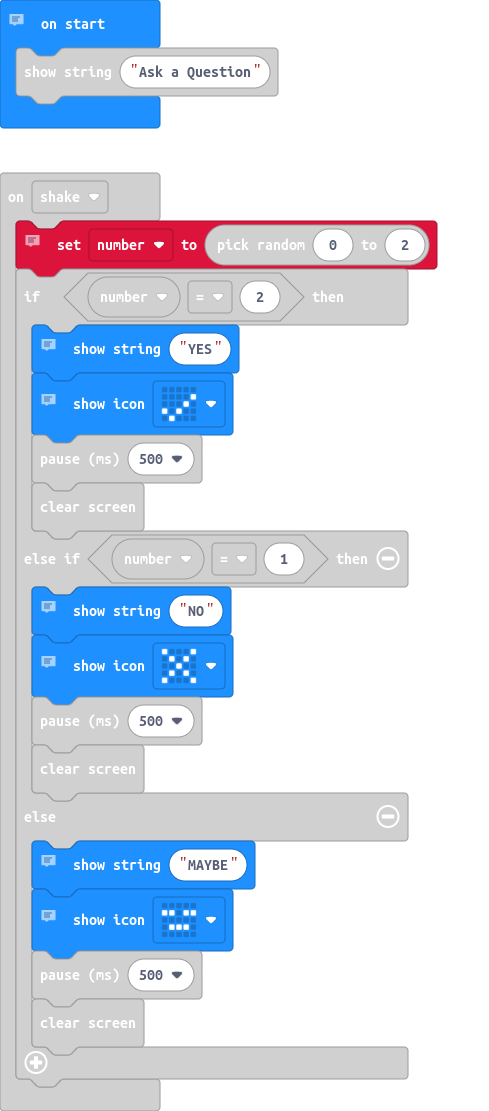 on start
show string "Ask a Question"
on shake
set number to pick random 0 to 2
if number = 2 then
show string "YES"
show icon
pause (ms) 500
clear screen
else if number = 1 then
show string "NO"
show icon
pause (ms) 500
clear screen
else
show string "MAYBE"
show icon
pause (ms) 500
clear screen